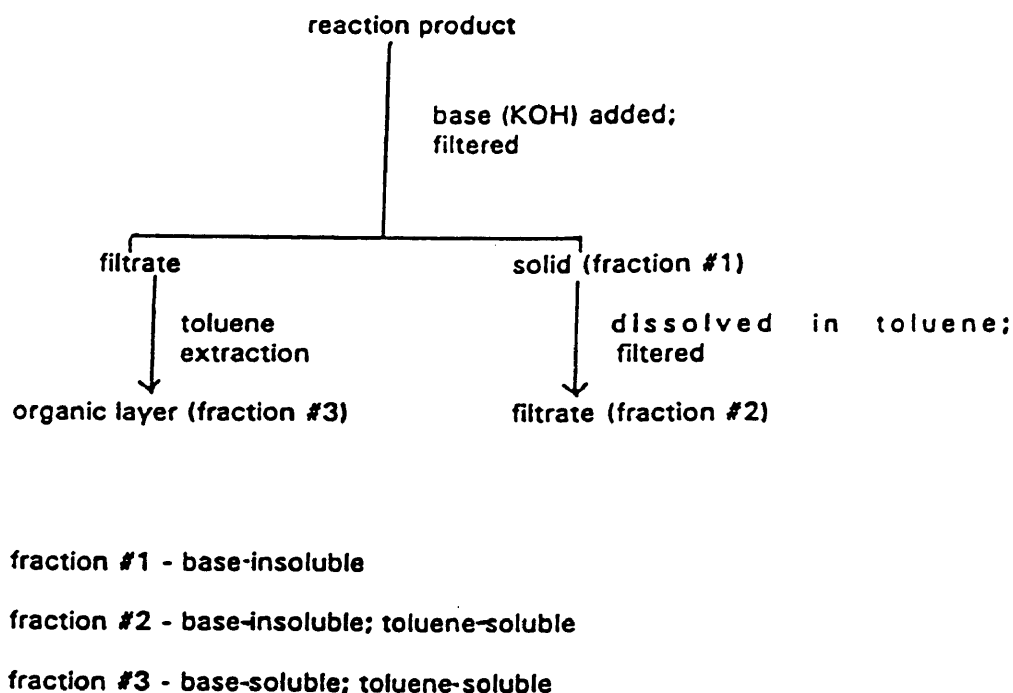 reaction product
base (KOH) added;
filtered
filtrate
solid (fraction #1)
toluene
extraction
dissolved in toluene;
filtered
organic layer (fraction #3)
filtrate (fraction #2)
fraction #1 - base-insoluble
fraction #2 - base-insoluble; toluene-soluble
fraction #3 - base-soluble; toluene-soluble